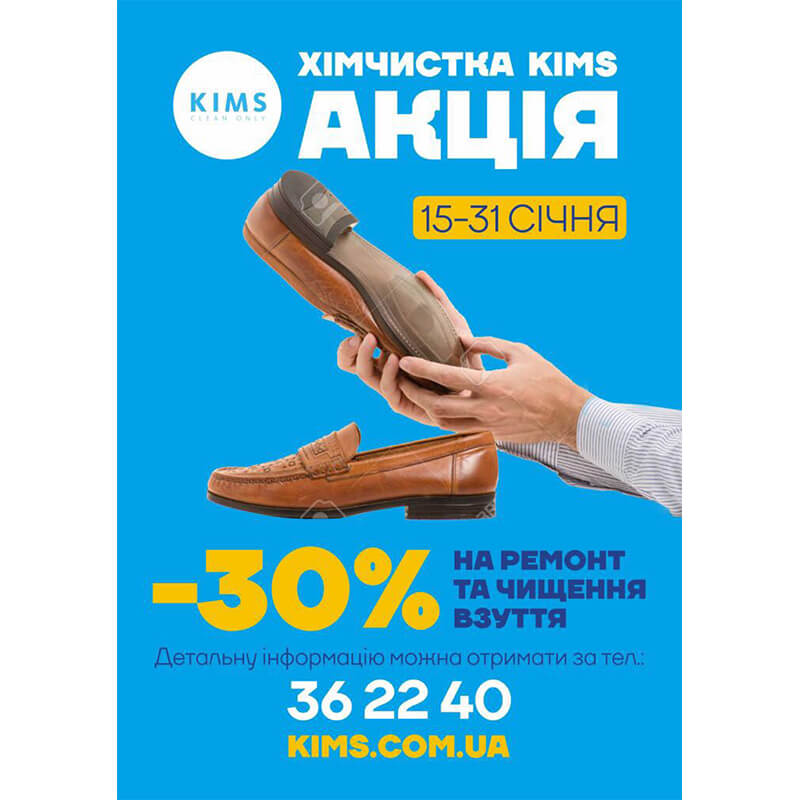 KIMS
CLEAN ONLY
ХІМЧИСТКА KIMS
АКЦІЯ
15-31 СІЧНЯ
-30%
НА РЕМОНТ
ТА ЧИЩЕННЯ
ВЗУТТЯ
Детальну інформацію можна отримати за тел.:
36 22 40
KIMS.COM.UA